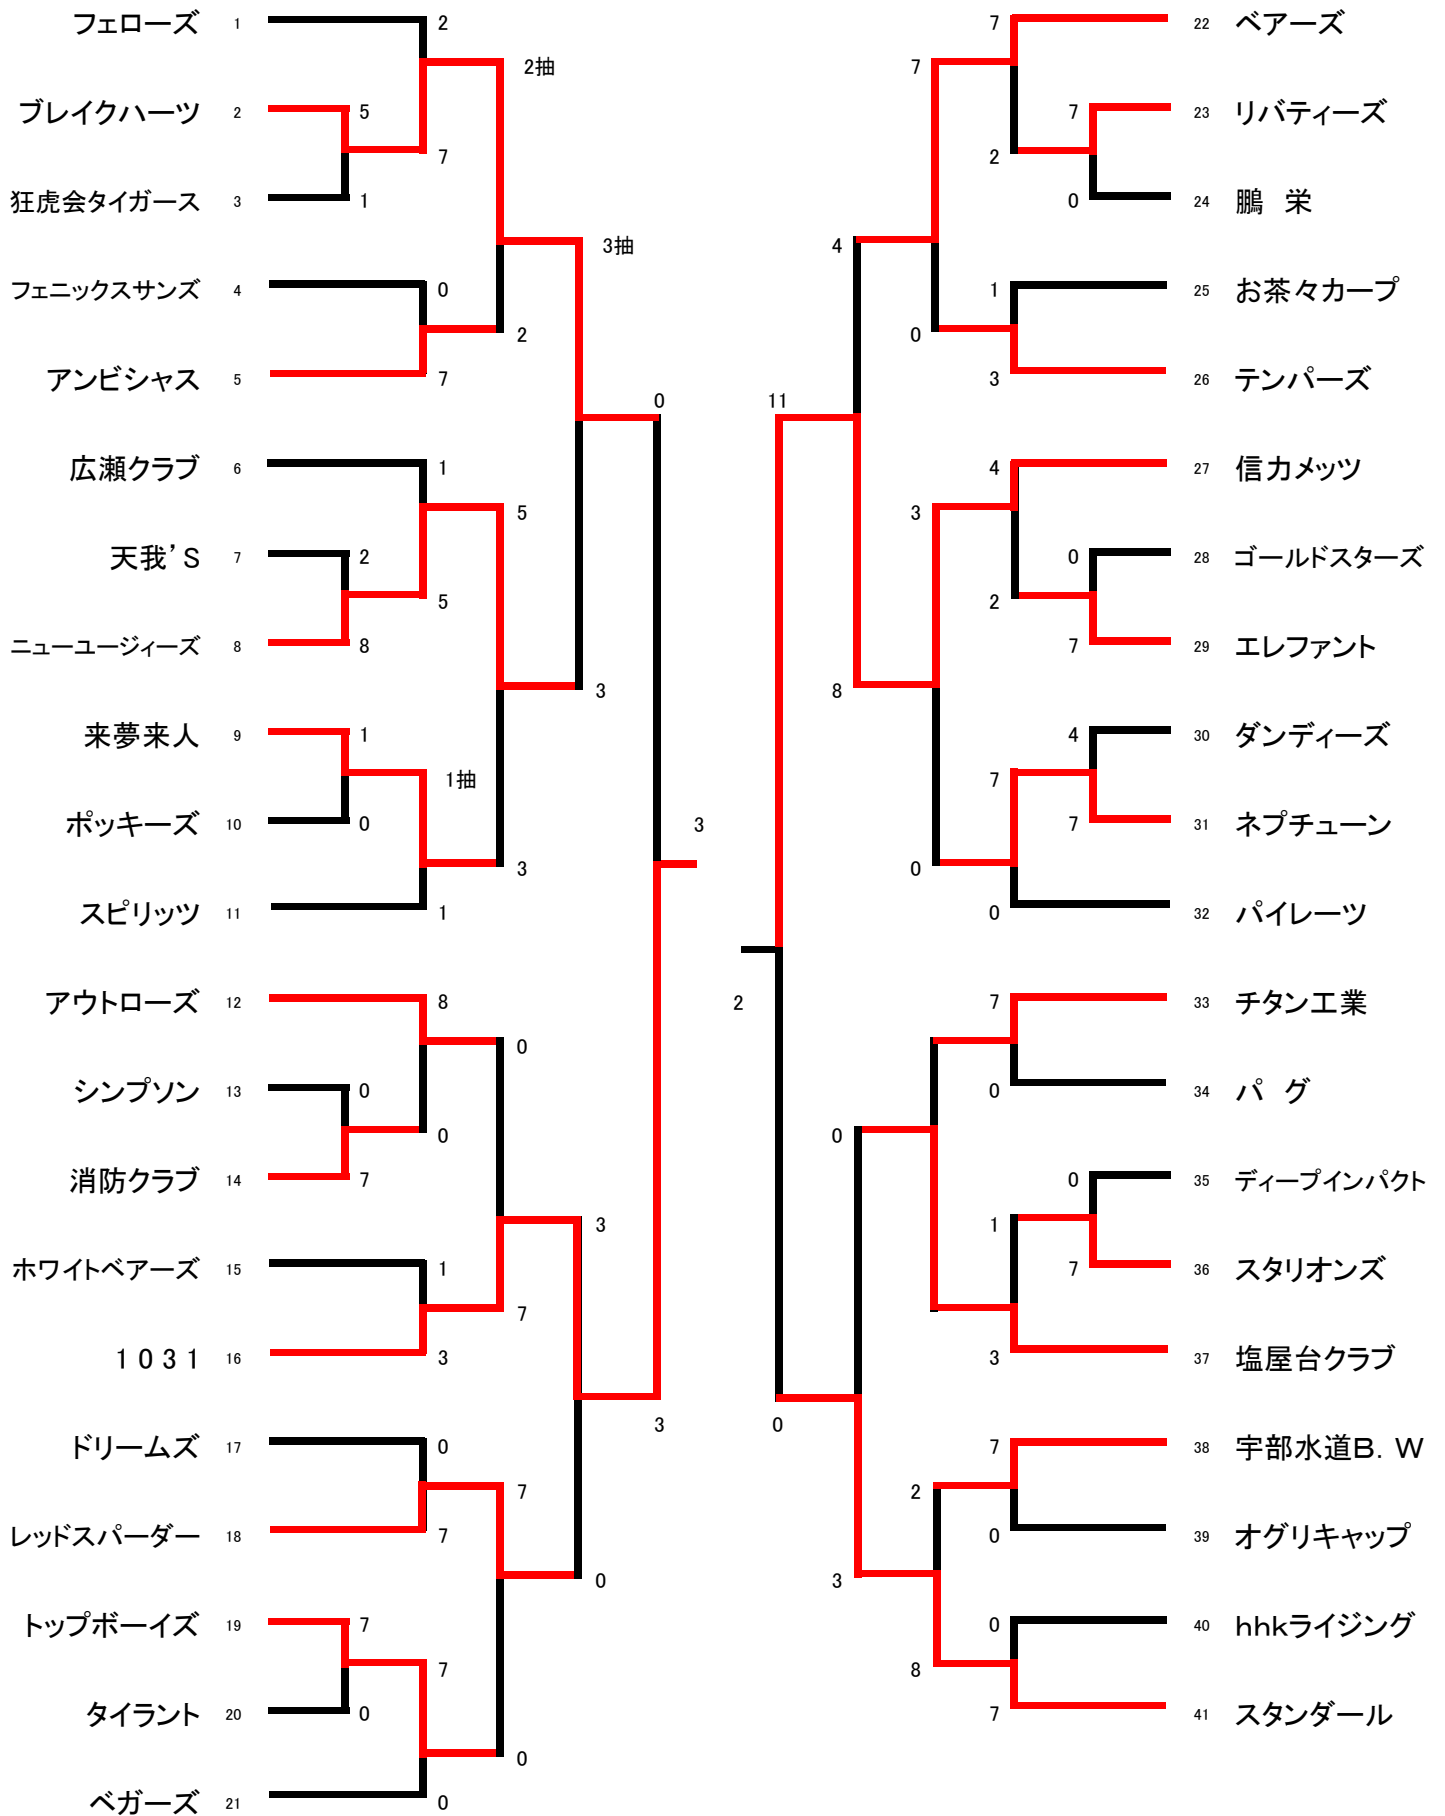 フェローズ 1 2
2抽
ブレイクハーツ 2 5
7
狂虎会タイガース 3 1
3抽
フェニックスサンズ 4 0
2
アンビシャス 5 7
0
広瀬クラブ 6 1
5
天我’S 7 2
5
ニューユージィーズ 8 8
3
来夢来人 9 1
1抽
ポッキーズ 10 0
3
3
スピリッツ 11 1
アウトローズ 12 8
0
シンプソン 13 0
0
消防クラブ 14 7
3
ホワイトベアーズ 15 1
7
1031 16 3
3
ドリームズ 17 0
7
レッドスパーダー 18 7
0
トップボーイズ 19 7
7
タイラント 20 0
0
ベガーズ 21 0
7 22 ベアーズ
7
7 23 リバティーズ
2
0 24 鵬 栄
4
1 25 お茶々カープ
0
3 26 テンパーズ
11
4 27 信力メッツ
3
0 28 ゴールドスターズ
2
7 29 エレファント
8
4 30 ダンディーズ
7
7 31 ネプチューン
0
0 32 パイレーツ
2
7 33 チタン工業
0 34 パ グ
0
0 35 ディープインパクト
1
7 36 スタリオンズ
3 37 塩屋台クラブ
0
7 38 宇部水道B．W
2
0 39 オグリキャップ
3
0 40 hhkライジング
8
7 41 スタンダール